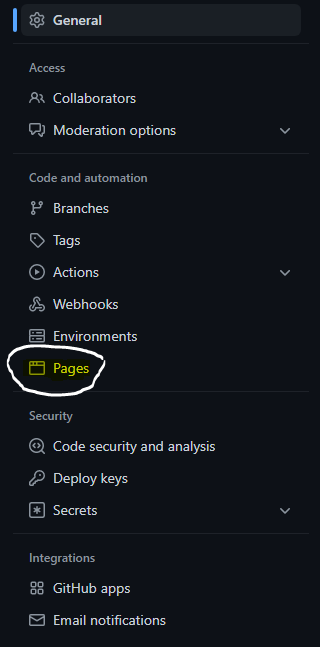 General
Access
Collaborators
Moderation options
Code and automation
Branches
Tags
Actions
Webhooks
Environments
Pages
Security
Code security and analysis
Deploy keys
Secrets
Integrations
GitHub apps
Email notifications